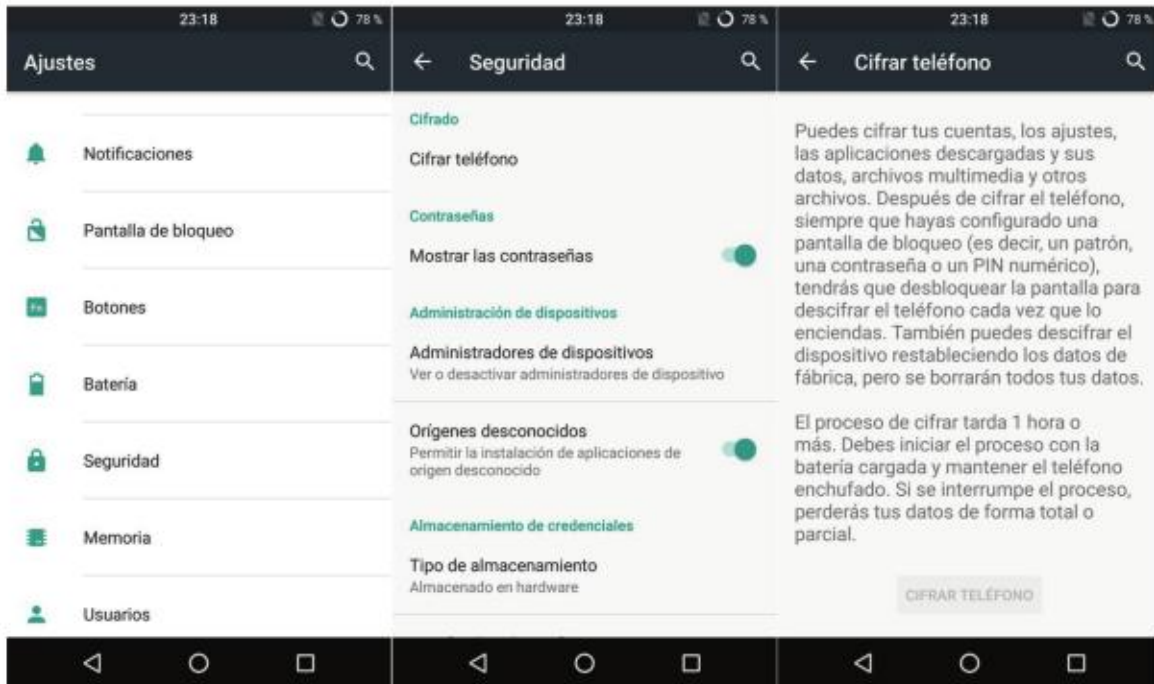 23:18
78 %
Ajustes
Notificaciones
Pantalla de bloqueo
Botones
Batería
Seguridad
Memoria
Usuarios
23:18
78 %
Seguridad
Cifrado
Cifrar teléfono
Contraseñas
Mostrar las contraseñas
Administración de dispositivos
Administradores de dispositivos
Ver o desactivar administradores de dispositivo
Orígenes desconocidos
Permitir la instalación de aplicaciones de
origen desconocido
Almacenamiento de credenciales
Tipo de almacenamiento
Almacenado en hardware
23:18
78 %
Cifrar teléfono
Puedes cifrar tus cuentas, los ajustes,
las aplicaciones descargadas y sus
datos, archivos multimedia y otros
archivos. Después de cifrar el teléfono,
siempre que hayas configurado una
pantalla de bloqueo (es decir, un patrón,
una contraseña o un PIN numérico),
tendrás que desbloquear la pantalla para
descifrar el teléfono cada vez que lo
enciendas. También puedes descifrar el
dispositivo restableciendo los datos de
fábrica, pero se borrarán todos tus datos.
El proceso de cifrar tarda 1 hora o
más. Debes iniciar el proceso con la
batería cargada y mantener el teléfono
enchufado. Si se interrumpe el proceso,
perderás tus datos de forma total o
parcial.
CIFRAR TELÉFONO